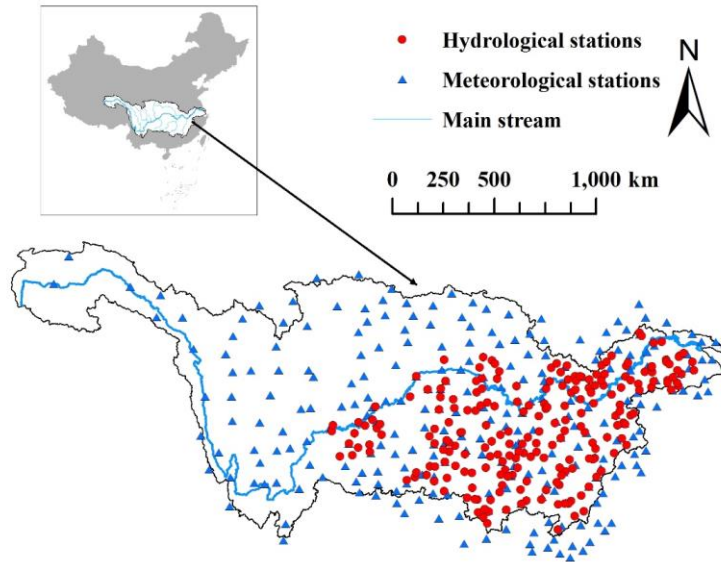 Hydrological stations
Meteorological stations
Main stream
N
0 250 500 1,000 km